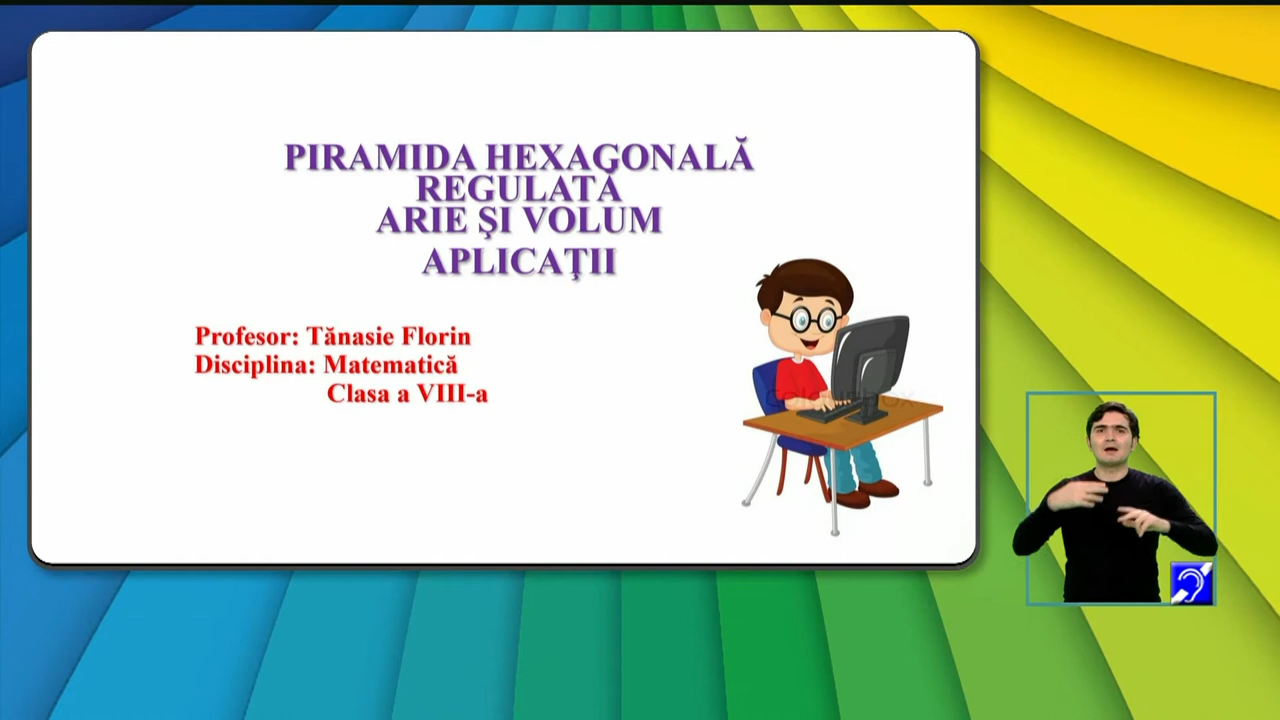 PIRAMIDA HEXAGONALĂ
REGULATĂ
ARIE ŞI VOLUM
APLICAŢII
Profesor: Tănasie Florin
Disciplina: Matematică
Clasa a VIII-a